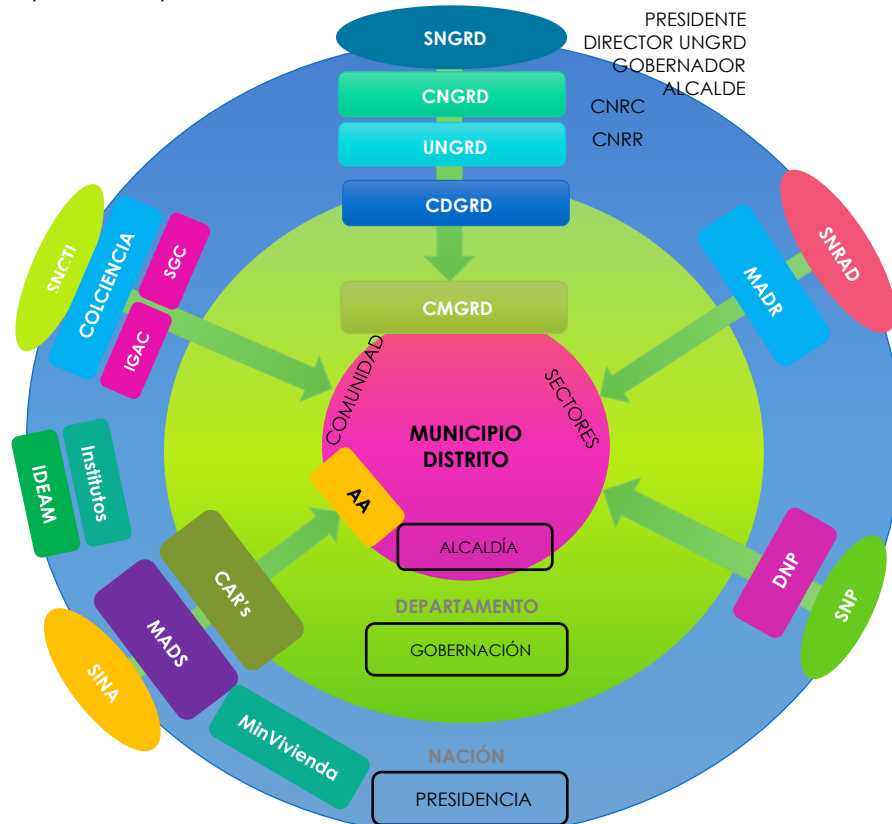 SNGRD
PRESIDENTE
DIRECTOR UNGRD
GOBERNADOR
ALCALDE
CNGRD
CNRC
UNGRD
CNRR
CDGRD
SNCTI
COLCIENCIA
SGC
IGAC
MADR
SNRAD
CMGRD
COMUNIDAD
SECTORES
MUNICIPIO
DISTRITO
IDEAM
Institutos
AA
ALCALDÍA
CAR's
MADS
SINA
DNP
SNP
DEPARTAMENTO
GOBERNACIÓN
MinVivienda
NACIÓN
PRESIDENCIA